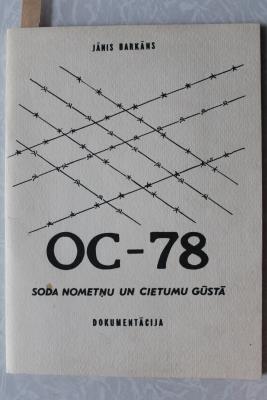 JĀNIS BARKĀNS
OC-78
SODA NOMETŅU UN CIETUMU GŪSTĀ
DOKUMENTĀCIJA